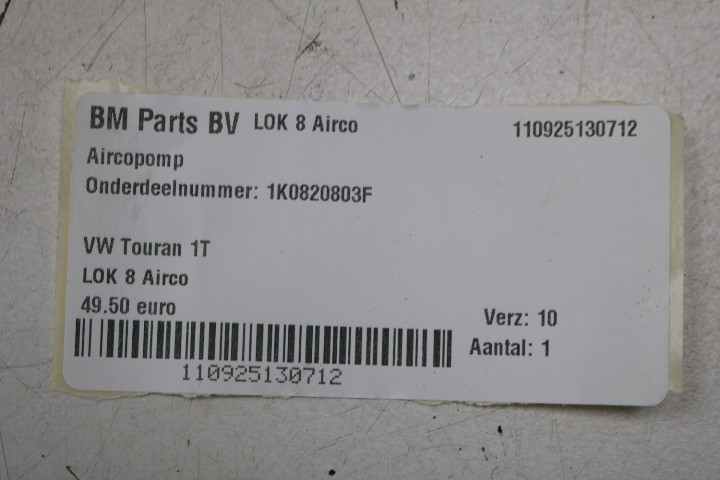 BM Parts BV LOK 8 Airco 110925130712
Aircopomp
Onderdeelnummer: 1K0820803F
VW Touran 1T
LOK 8 Airco
49.50 euro
Verz: 10
Aantal: 1
110925130712